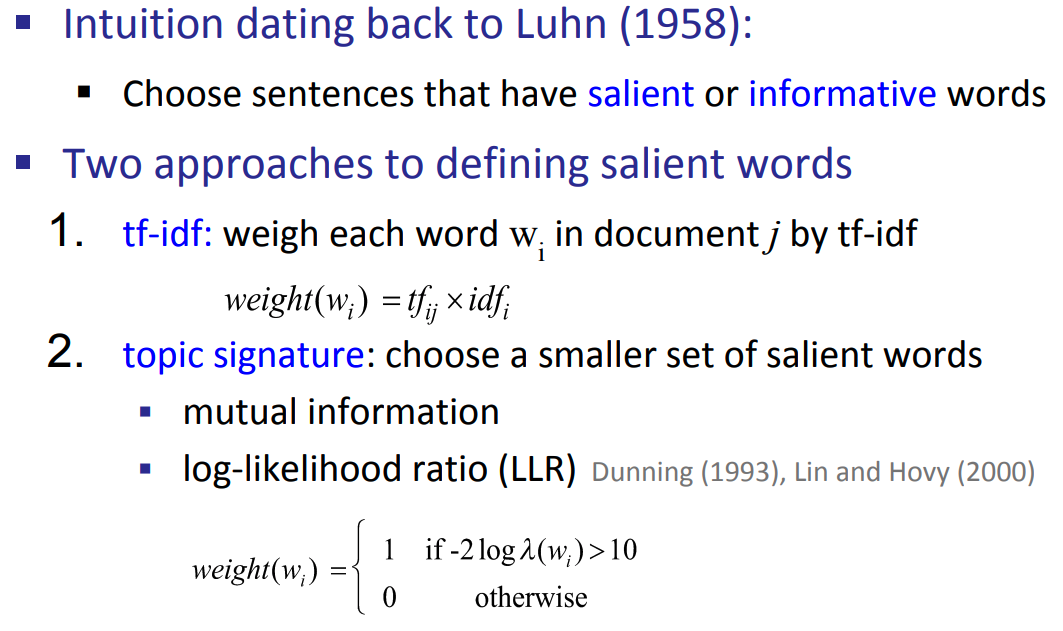 ▪ Intuition dating back to Luhn (1958):
▪ Choose sentences that have salient or informative words
▪ Two approaches to defining salient words
1. tf-idf: weigh each word wᵢ in document j by tf-idf
weight(wᵢ) = tfᵢⱼ × idfᵢ
2. topic signature: choose a smaller set of salient words
▪ mutual information
▪ log-likelihood ratio (LLR) Dunning (1993), Lin and Hovy (2000)
weight(wᵢ) = { 1 if -2 log λ(wᵢ) > 10
0 otherwise